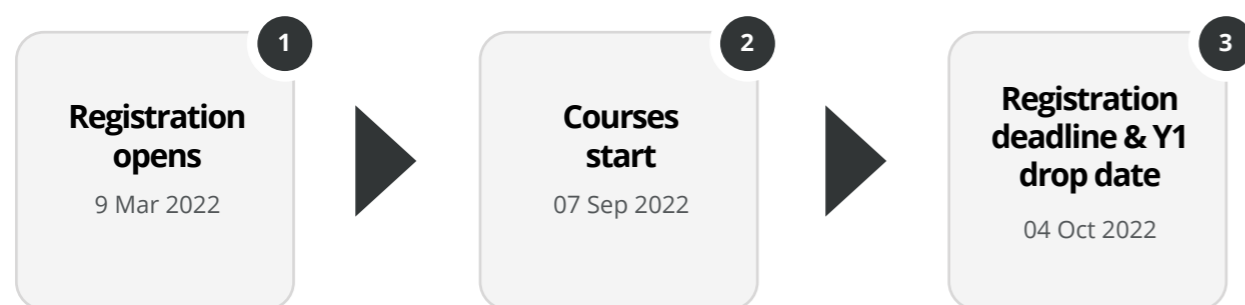 1
Registration
opens
9 Mar 2022
2
Courses
start
07 Sep 2022
3
Registration
deadline & Y1
drop date
04 Oct 2022